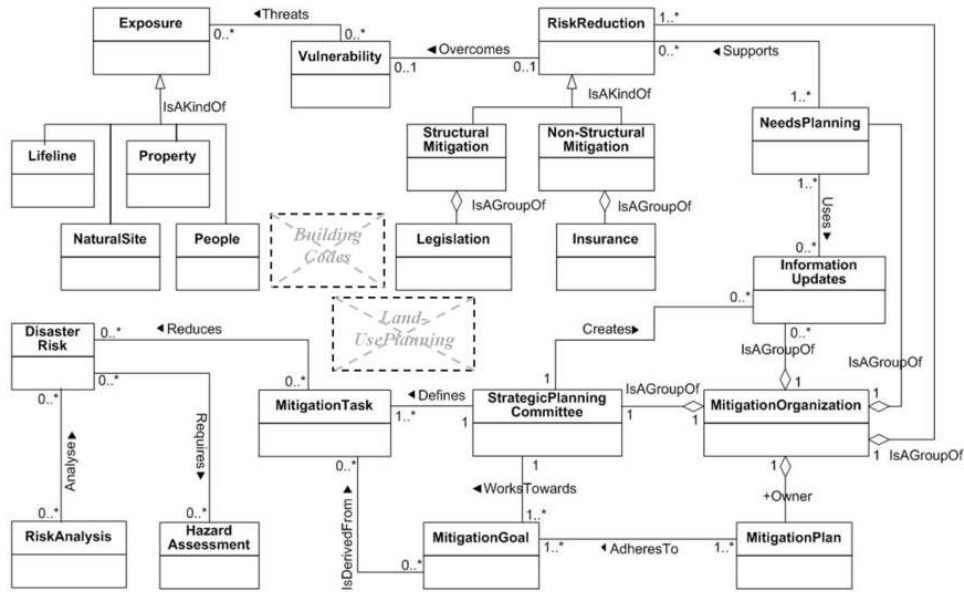 Exposure
◄Threats
0..*
0..*
Vulnerability
0..1
◄Overcomes
0..1
RiskReduction
1..*
0..*
◄Supports
1..*
NeedsPlanning
IsAKindOf
IsAKindOf
Lifeline
Property
NaturalSite
People
Structural
Mitigation
Non-Structural
Mitigation
IsAGroupOf
IsAGroupOf
Legislation
Insurance
Building
Codes
Land-
UsePlanning
1..*
Uses►
0..*
Information
Updates
0..*
0..*
Creates►
IsAGroupOf
IsAGroupOf
Disaster
Risk
0..*
◄Reduces
0..*
0..*
0..*
Analyse►
Requires►
0..*
0..*
RiskAnalysis
Hazard
Assessment
MitigationTask
1..*
◄Defines
1
1
StrategicPlanning
Committee
IsAGroupOf
1
1
1
MitigationOrganization
1
1
IsAGroupOf
0..*
IsDerivedFrom►
0..*
1
◄WorksTowards
1..*
MitigationGoal
1..*
◄AdheresTo
1..*
1
+Owner
MitigationPlan